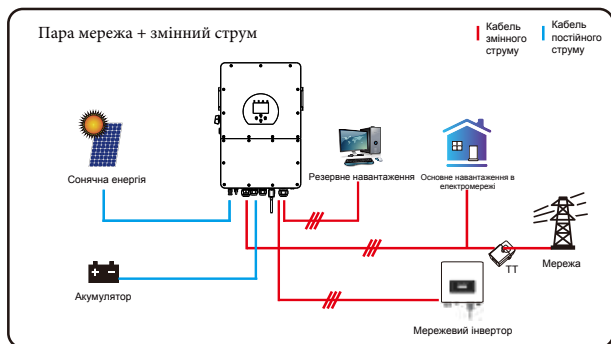 Пара мережа + змінний струм
Кабель
змінного
струму
Кабель
постійного
струму
Сонячна енергія
Резервне навантаження
Основне навантаження в
електромережі
ТТ
Мережа
Акумулятор
Мережевий інвертор